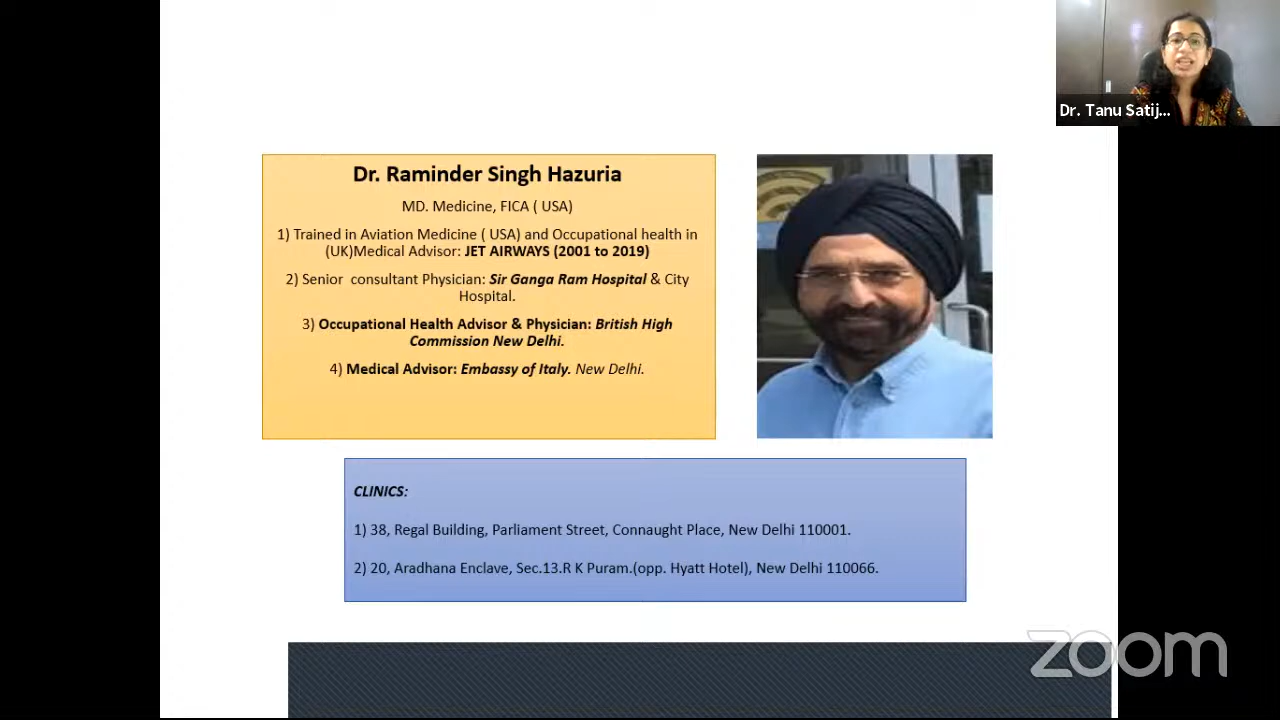 Dr. Tanu Satij...
Dr. Raminder Singh Hazuria
MD. Medicine, FICA ( USA)
1) Trained in Aviation Medicine ( USA) and Occupational health in
(UK)Medical Advisor: JET AIRWAYS (2001 to 2019)
2) Senior consultant Physician: Sir Ganga Ram Hospital & City
Hospital.
3) Occupational Health Advisor & Physician: British High
Commission New Delhi.
4) Medical Advisor: Embassy of Italy. New Delhi.
CLINICS:
1) 38, Regal Building, Parliament Street, Connaught Place, New Delhi 110001.
2) 20, Aradhana Enclave, Sec.13.R K Puram.(opp. Hyatt Hotel), New Delhi 110066.
zoom